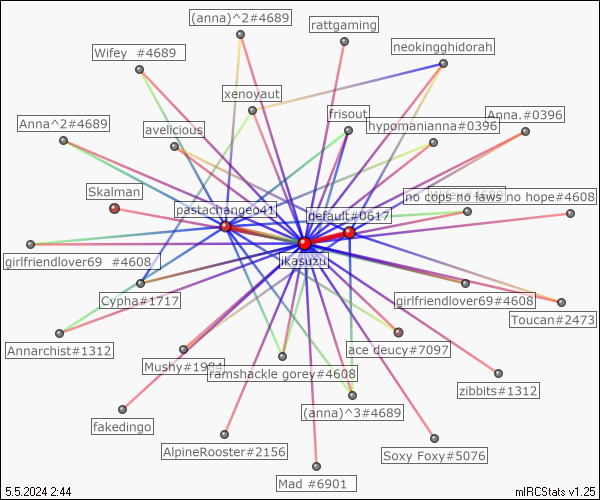 (anna)^2#4689
rattgaming
Wifey  #4689
neokingghidorah
xenoyaut
frisout
Anna.#0396
Anna^2#4689
avelicious
hypomanianna#0396
Skalman
no cops no laws no hope#4608
pastachange41
default#0617
ikasuzu
girlfriendlover69  #4608
Cypha#1717
girlfriendlover69#4608
Toucan#2473
Annarchist#1312
Mushy#1984
ace deucy#7097
ramshackle gorey#4608
zibbits#1312
(anna)^3#4689
fakedingo
AlpineRooster#2156
Soxy Foxy#5076
Mad #6901
5.5.2024 2:44
mIRCStats v1.25